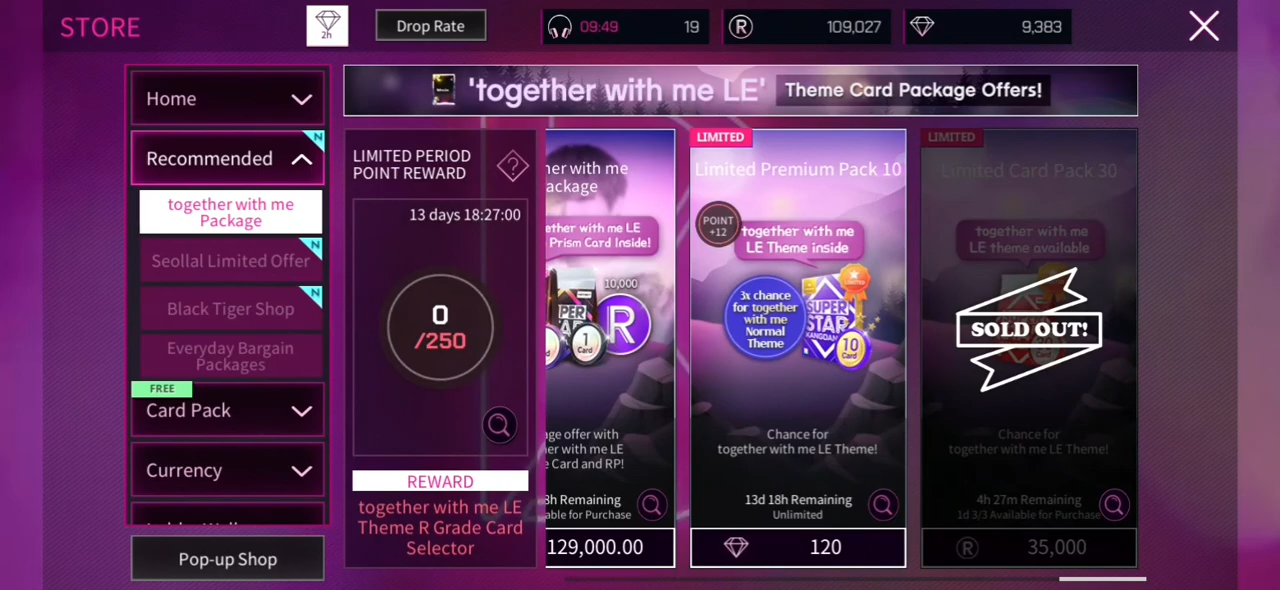 STORE
2h
Drop Rate
09:49
19
R
109,027
9,383
Home
Recommended
N
together with me
Package
Seollal Limited Offer
N
Black Tiger Shop
N
Everyday Bargain
Packages
FREE
Card Pack
Currency
Pop-up Shop
'together with me LE'
Theme Card Package Offers!
LIMITED PERIOD
POINT REWARD
?
13 days 18:27:00
0
/250
REWARD
together with me LE
Theme R Grade Card
Selector
her with me
ackage
ether with me LE
Prism Card Inside!
10,000
R
1
Card
age offer with
her with me LE
e Card and RP!
8h Remaining
able for Purchase
129,000.00
LIMITED
Limited Premium Pack 10
POINT
+12
together with me
LE Theme inside
3x chance
for together
with me
Normal
Theme
LIMITED
SUPER
STAR
KANGDANIEL
10
Card
Chance for
together with me LE Theme!
13d 18h Remaining
Unlimited
120
LIMITED
Limited Card Pack 30
together with me
LE theme available
SOLD OUT!
Chance for
together with me LE Theme!
4h 27m Remaining
1d 3/3 Available for Purchase
R
35,000